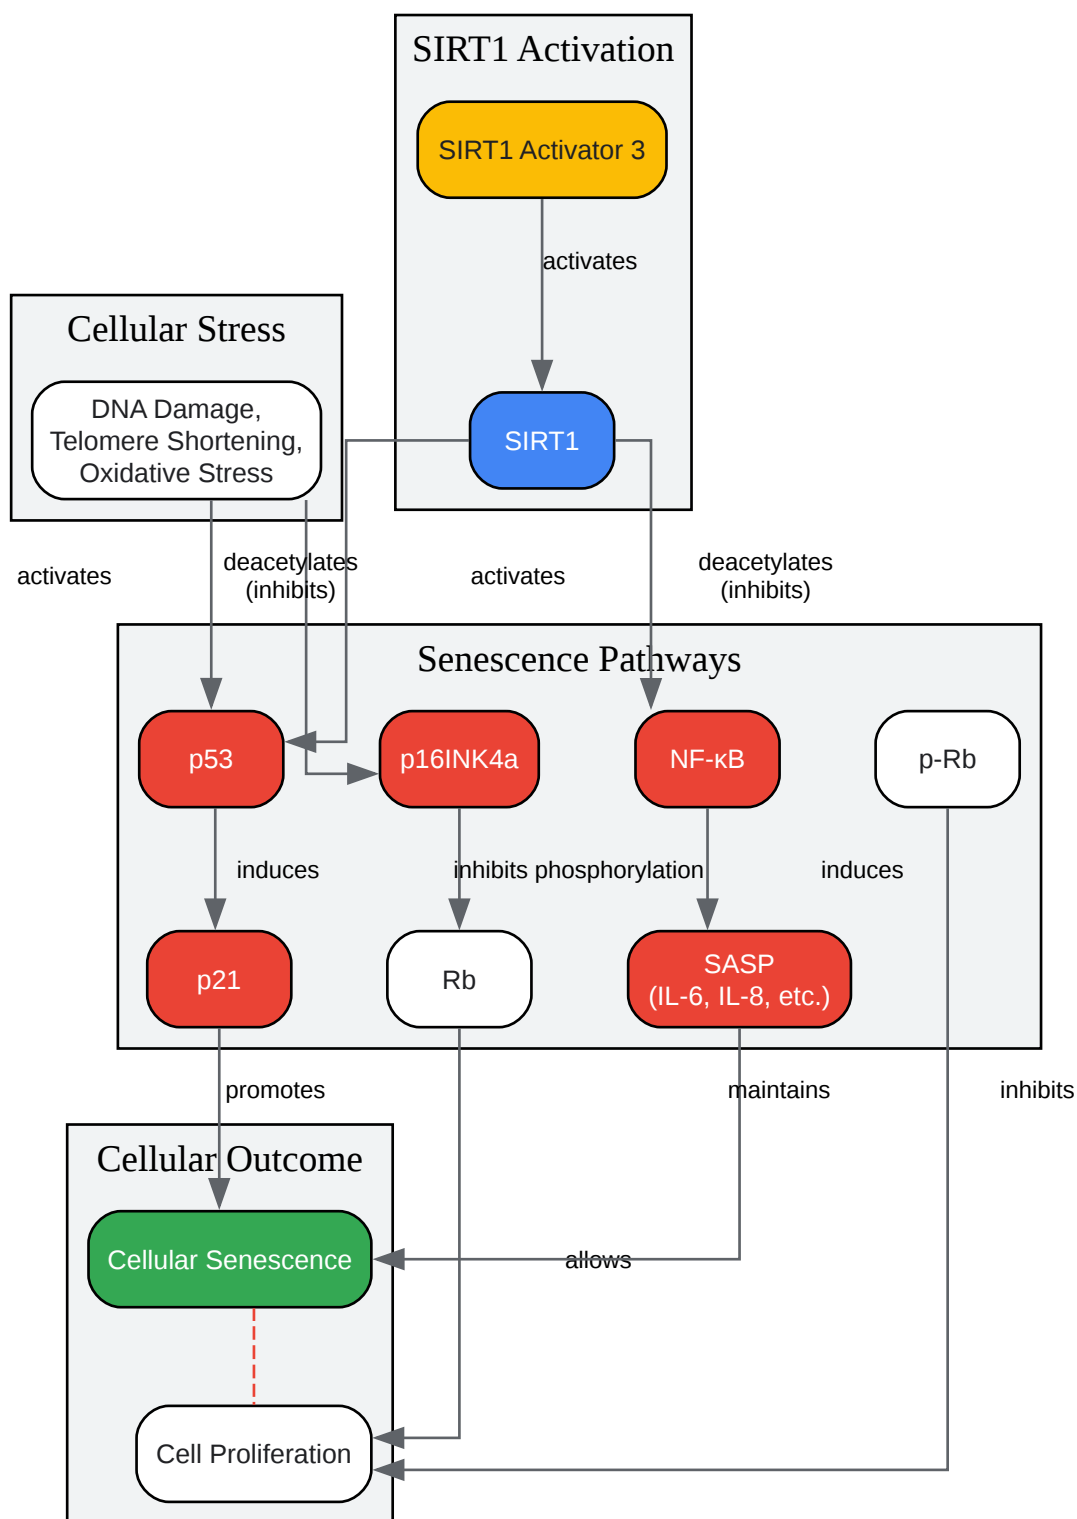 SIRT1 Activation
SIRT1 Activator 3
activates
Cellular Stress
DNA Damage,
Telomere Shortening,
Oxidative Stress
SIRT1
activates
deacetylates
(inhibits)
activates
deacetylates
(inhibits)
Senescence Pathways
p53
p16INK4a
NF-κB
p-Rb
induces
inhibits phosphorylation
induces
p21
Rb
SASP
(IL-6, IL-8, etc.)
promotes
maintains
inhibits
Cellular Outcome
Cellular Senescence
allows
Cell Proliferation